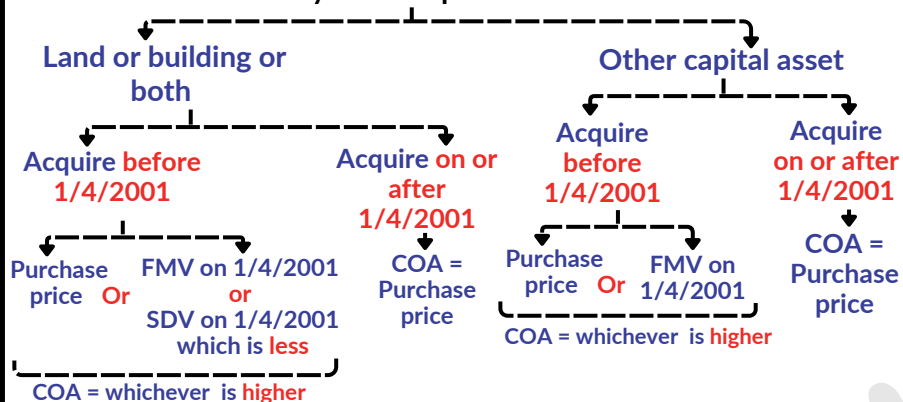 Land or building or
both
Other capital asset
Acquire before
1/4/2001
Acquire on or
after
1/4/2001
Acquire
before
1/4/2001
Acquire
on or after
1/4/2001
Purchase
price Or
FMV on 1/4/2001
or
SDV on 1/4/2001
which is less
COA = whichever is higher
COA =
Purchase
price
Purchase
price Or
FMV on
1/4/2001
COA = whichever is higher
COA =
Purchase
price